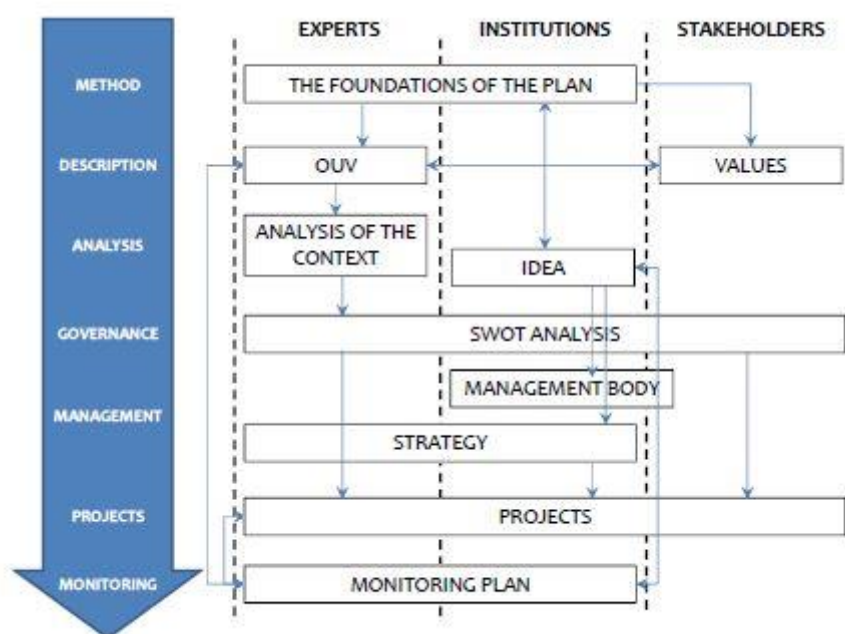 EXPERTS INSTITUTIONS STAKEHOLDERS
METHOD THE FOUNDATIONS OF THE PLAN
DESCRIPTION OUV VALUES
ANALYSIS ANALYSIS OF THE
CONTEXT
IDEA
GOVERNANCE SWOT ANALYSIS
MANAGEMENT BODY
MANAGEMENT
STRATEGY
PROJECTS PROJECTS
MONITORING MONITORING PLAN